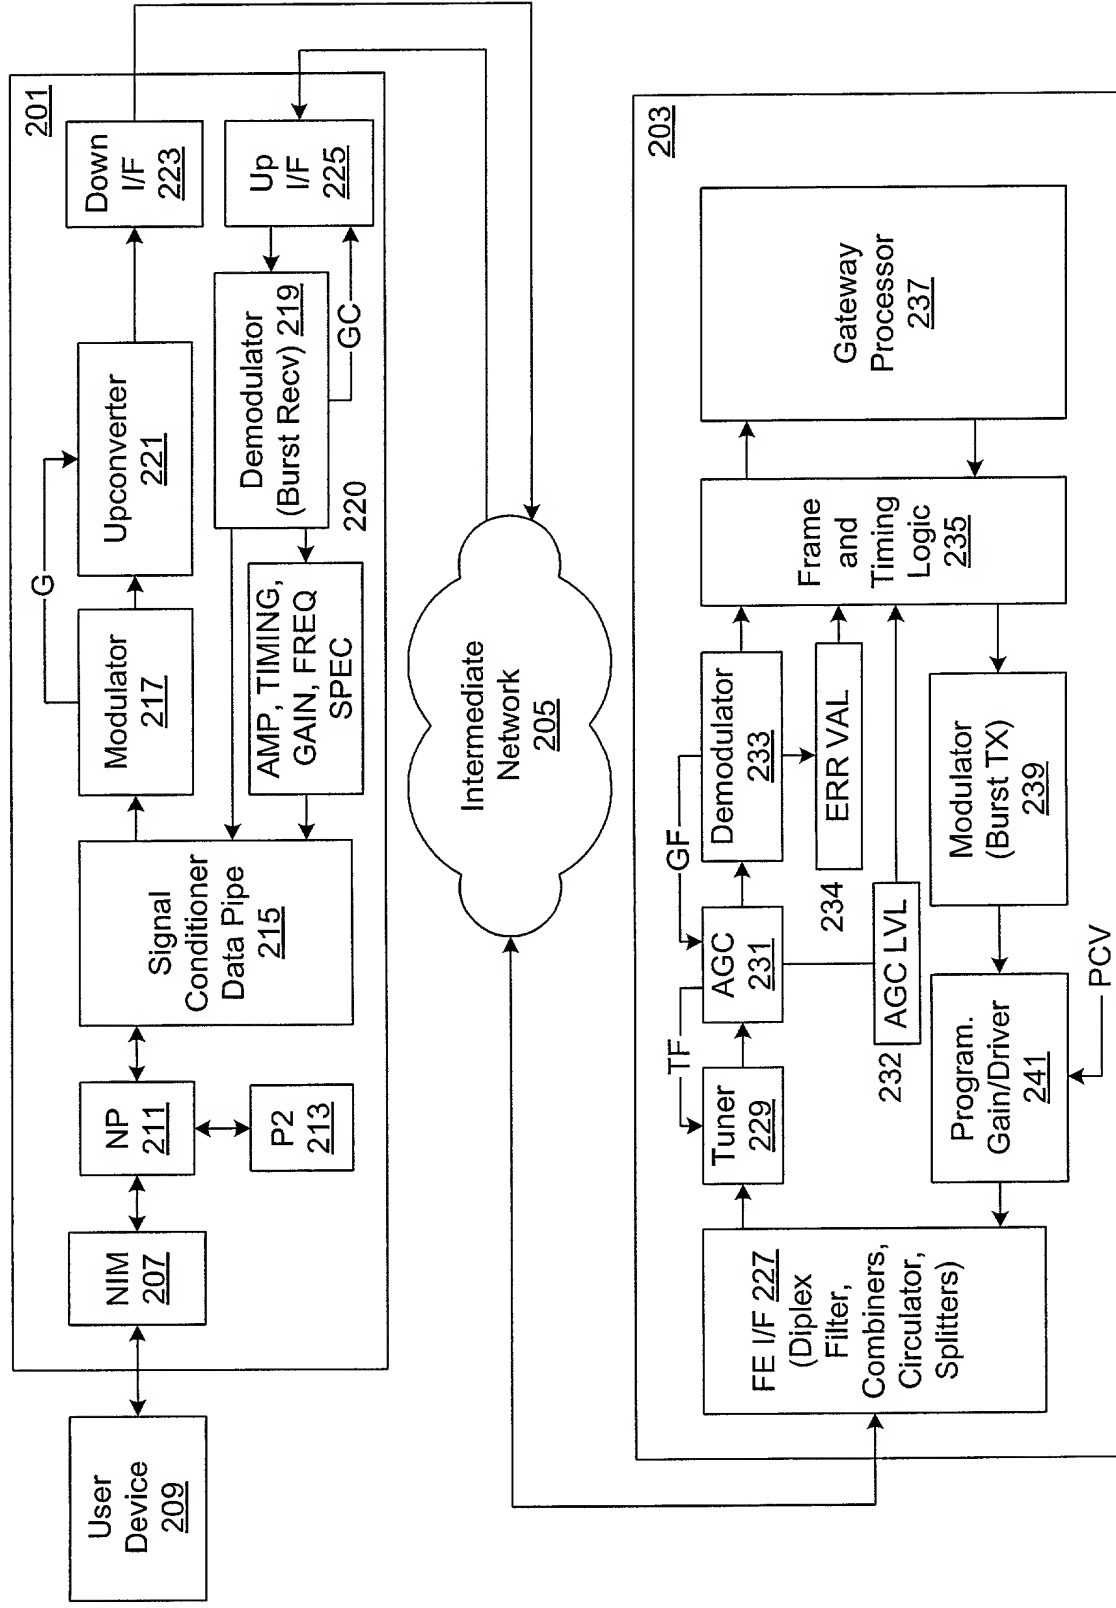 201
User
Device
209
NIM
207
NP
211
P2
213
Signal
Conditioner
Data Pipe
215
Modulator
217
G
Upconverter
221
Down
I/F
223
Up
I/F
225
Demodulator
(Burst Recv) 219
GC
220
AMP, TIMING,
GAIN, FREQ
SPEC
Intermediate
Network
205
203
FE I/F 227
(Diplex
Filter,
Combiners,
Circulator,
Splitters)
Tuner
229
TF
AGC
231
GF
Demodulator
233
234
ERR VAL
232
AGC LVL
Frame
and
Timing
Logic
235
Gateway
Processor
237
Modulator
(Burst TX)
239
Program.
Gain/Driver
241
PCV